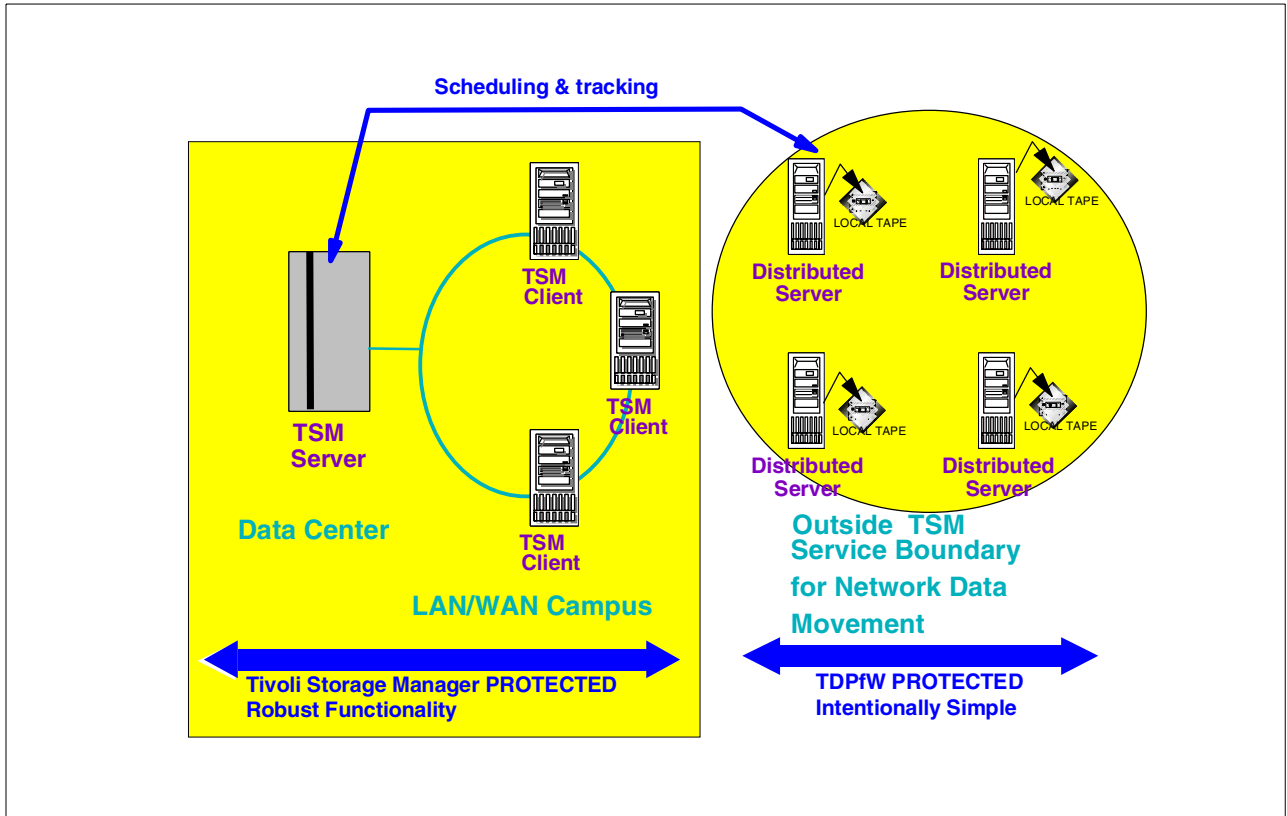 Scheduling & tracking
TSM
Client
TSM
Client
TSM
Client
TSM
Server
Data Center
LAN/WAN Campus
Tivoli Storage Manager PROTECTED
Robust Functionality
LOCAL TAPE
Distributed
Server
LOCAL TAPE
Distributed
Server
LOCAL TAPE
Distributed
Server
LOCAL TAPE
Distributed
Server
Outside TSM
Service Boundary
for Network Data
Movement
TDPfW PROTECTED
Intentionally Simple